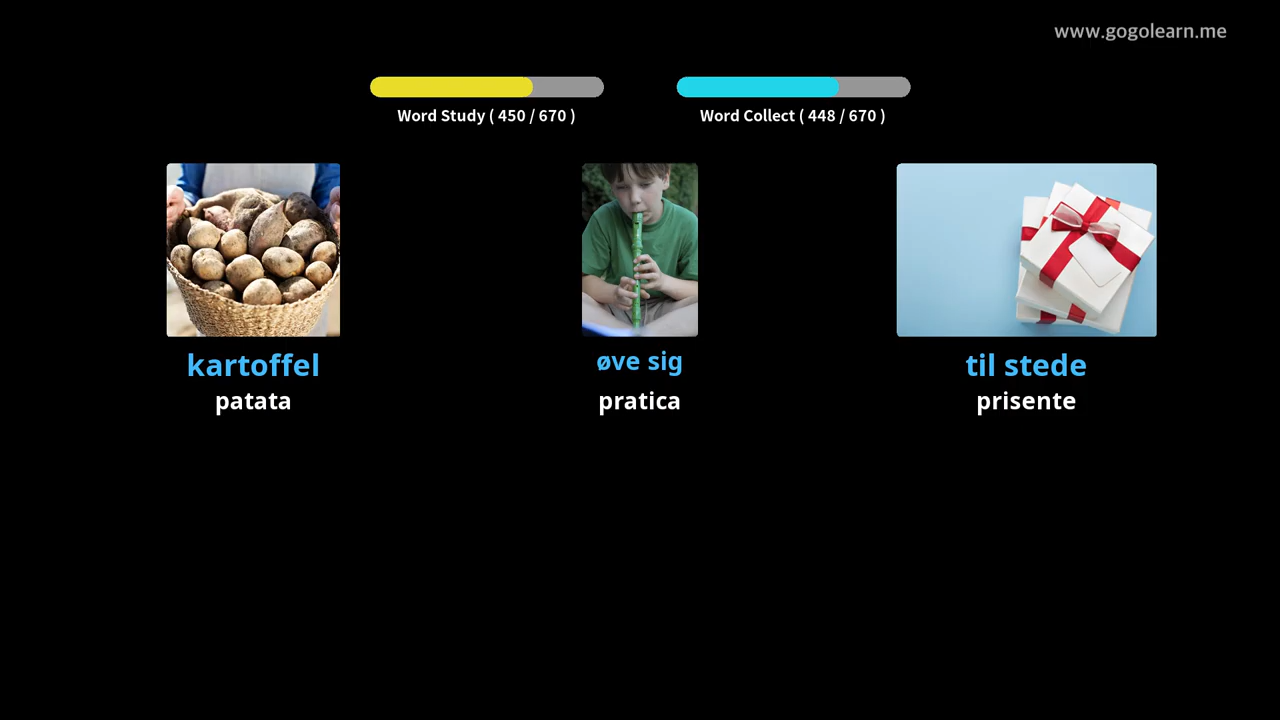 www.gogolearn.me
Word Study ( 450 / 670 )
Word Collect ( 448 / 670 )
kartoffel
patata
øve sig
pratica
til stede
prisente